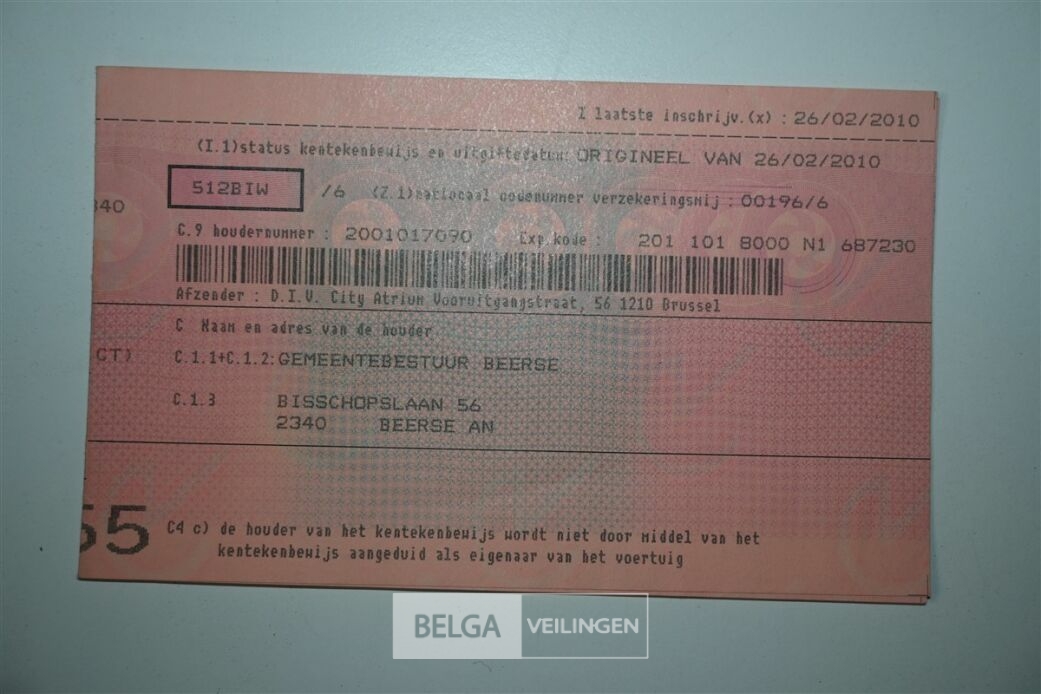 I laatste inschrijv.(x) : 26/02/2010
(I.1)status kentekenbewijs en uitgiftedatum: ORIGINEEL VAN 26/02/2010
512BIW /6 (Z.1)nationaal codenummer verzekeringsmij : 00196/6
340
C.9 houdernummer : 2001017090 Exp.kode : 201 101 8000 N1 687230
Afzender : D.I.V. City Atrium Vooruitgangstraat, 56 1210 Brussel
C Naam en adres van de houder
CT) C.1.1+C.1.2: GEMEENTEBESTUUR BEERSE
C.1.3 BISSCHOPSLAAN 56
2340 BEERSE AN
55 C4 c) de houder van het kentekenbewijs wordt niet door middel van het
kentekenbewijs aangeduid als eigenaar van het voertuig
BELGA VEILINGEN